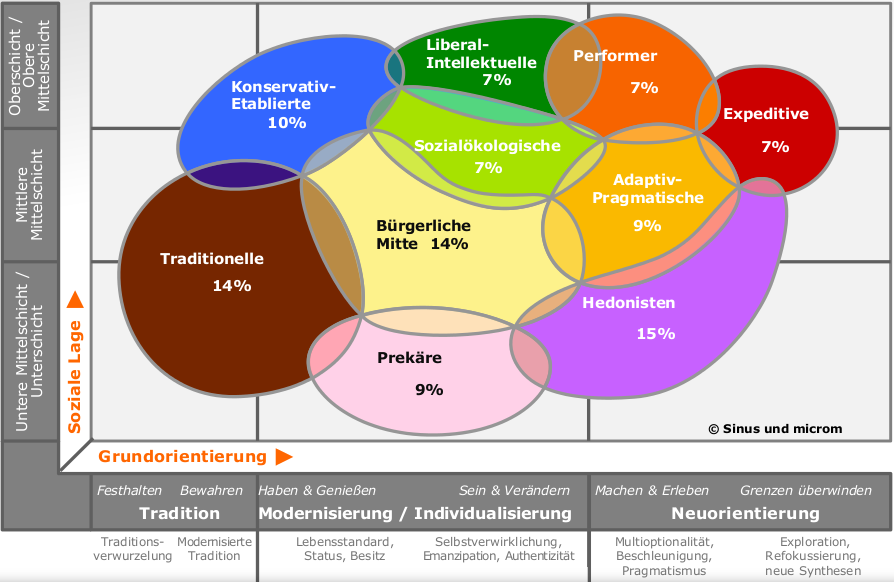 Oberschicht /
Obere
Mittelschicht
Mittlere
Mittelschicht
Untere Mittelschicht /
Unterschicht
Soziale Lage
Konservativ-
Etablierte
10%
Liberal-
Intellektuelle
7%
Performer
7%
Expeditive
7%
Sozialökologische
7%
Adaptiv-
Pragmatische
9%
Bürgerliche
Mitte 14%
Traditionelle
14%
Hedonisten
15%
Prekäre
9%
© Sinus und microm
Grundorientierung
Festhalten Bewahren Haben & Genießen Sein & Verändern Machen & Erleben Grenzen überwinden
Tradition Modernisierung / Individualisierung Neuorientierung
Traditions-
verwurzelung
Modernisierte
Tradition
Lebensstandard,
Status, Besitz
Selbstverwirklichung,
Emanzipation, Authentizität
Multioptionalität,
Beschleunigung,
Pragmatismus
Exploration,
Refokussierung,
neue Synthesen